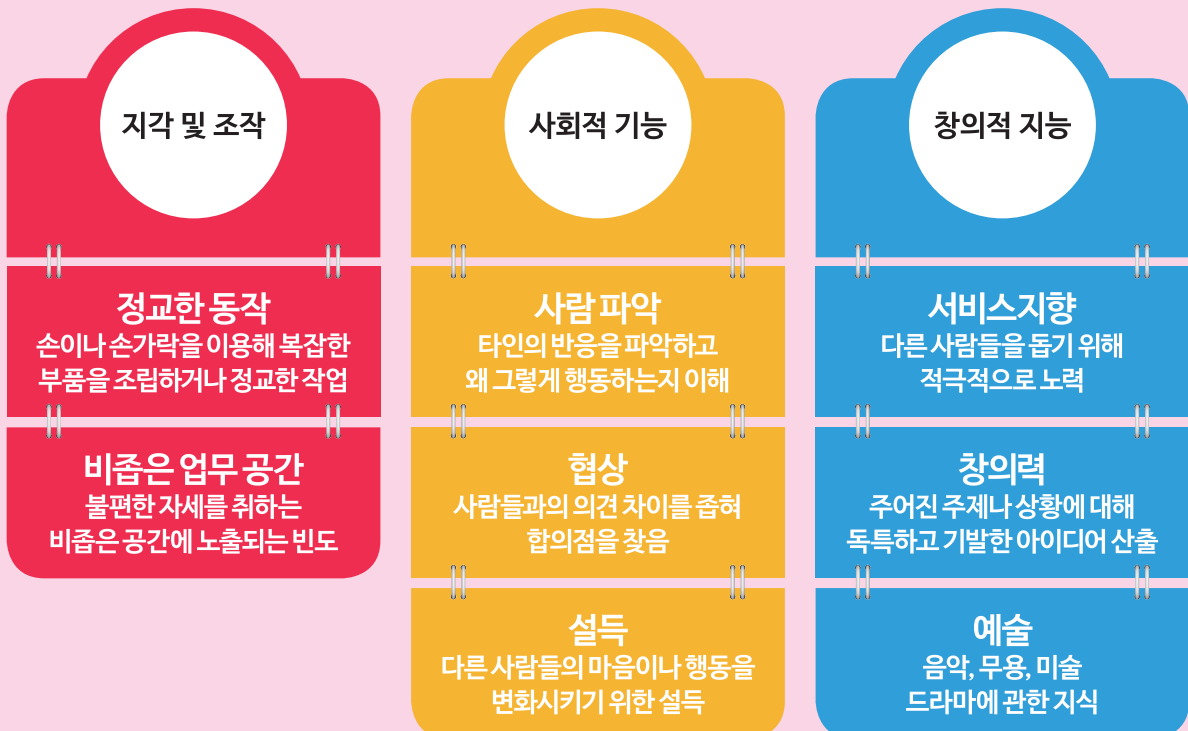 지각 및 조작
정교한 동작
손이나 손가락을 이용해 복잡한
부품을 조립하거나 정교한 작업
비좁은 업무 공간
불편한 자세를 취하는
비좁은 공간에 노출되는 빈도
사회적 기능
사람 파악
타인의 반응을 파악하고
왜 그렇게 행동하는지 이해
협상
사람들과의 의견 차이를 좁혀
합의점을 찾음
설득
다른 사람들의 마음이나 행동을
변화시키기 위한 설득
창의적 지능
서비스지향
다른 사람들을 돕기 위해
적극적으로 노력
창의력
주어진 주제나 상황에 대해
독특하고 기발한 아이디어 산출
예술
음악, 무용, 미술
드라마에 관한 지식